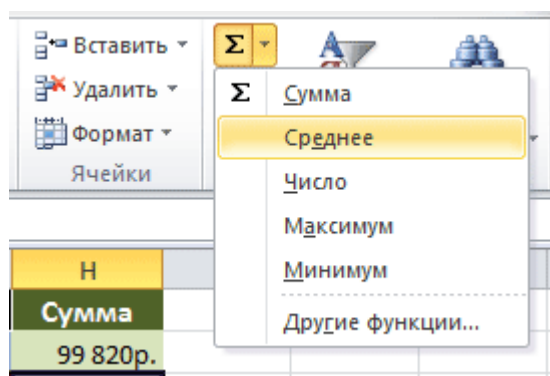 Вставить
Удалить
Формат
Ячейки
Σ
Σ Сумма
Среднее
Число
Максимум
Минимум
Другие функции...
H
Сумма
99 820р.